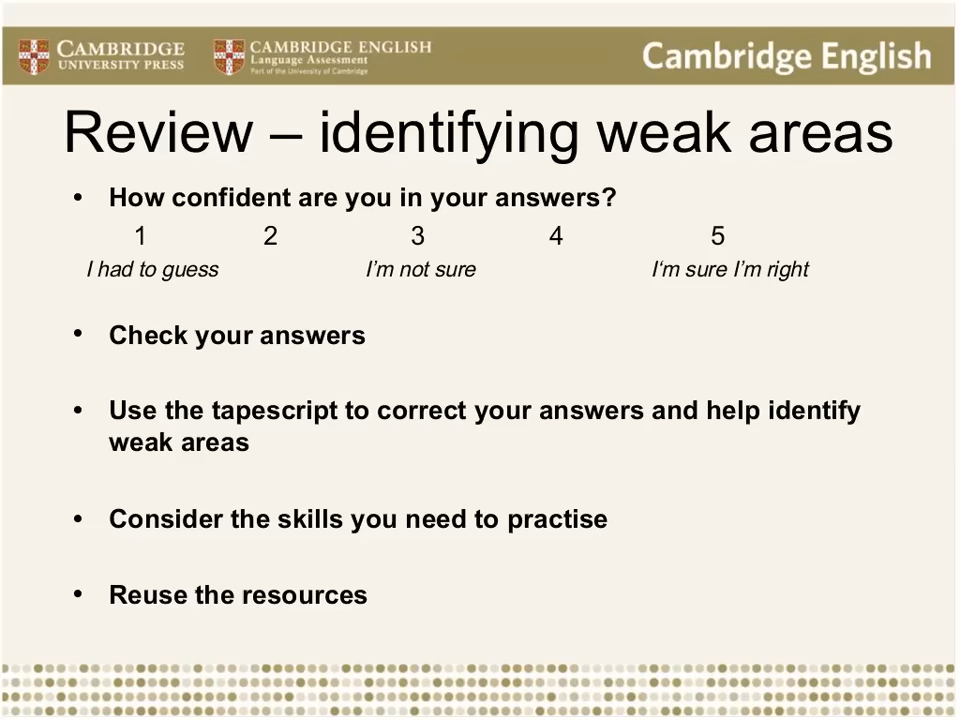 CAMBRIDGE
UNIVERSITY PRESS
CAMBRIDGE ENGLISH
Language Assessment
Part of the University of Cambridge
Cambridge English
Review – identifying weak areas
• How confident are you in your answers?
1 2 3 4 5
I had to guess I’m not sure I‘m sure I’m right
• Check your answers
• Use the tapescript to correct your answers and help identify
weak areas
• Consider the skills you need to practise
• Reuse the resources